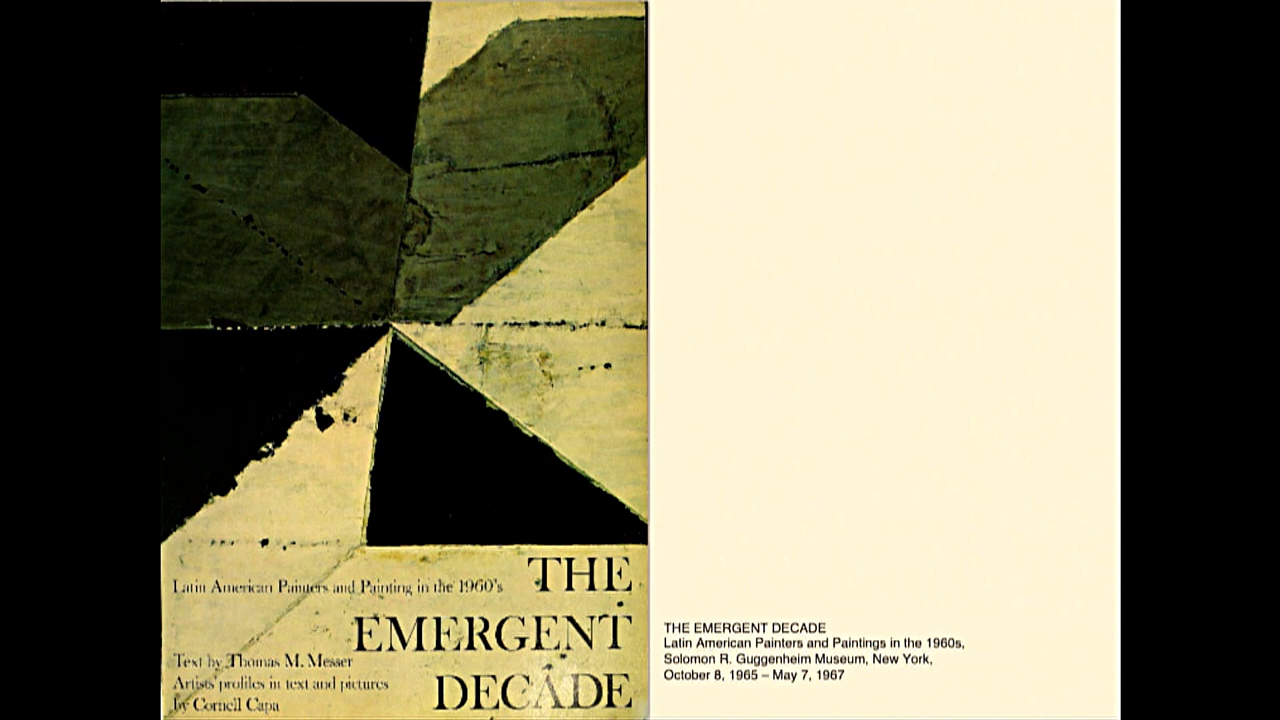 Latin American Painters and Painting in the 1960's
THE
EMERGENT
DECADE
Text by Thomas M. Messer
Artists profiles in text and pictures
by Cornell Capa
THE EMERGENT DECADE
Latin American Painters and Paintings in the 1960s,
Solomon R. Guggenheim Museum, New York,
October 8, 1965 – May 7, 1967